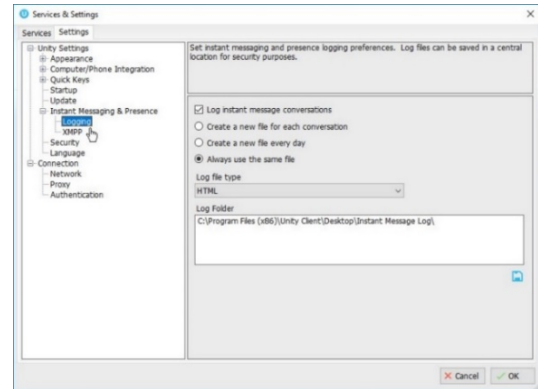 Services & Settings
Services Settings
Unity Settings
Appearance
Computer/Phone Integration
Quick Keys
Startup
Update
Instant Messaging & Presence
Logging
XMPP
Security
Language
Connection
Network
Proxy
Authentication
Set instant messaging and presence logging preferences. Log files can be saved in a central
location for security purposes.
Log instant message conversations
Create a new file for each conversation
Create a new file every day
Always use the same file
Log file type
HTML
Log Folder
C:\Program Files (x86)\Unity Client\Desktop\Instant Message Log\
Cancel OK